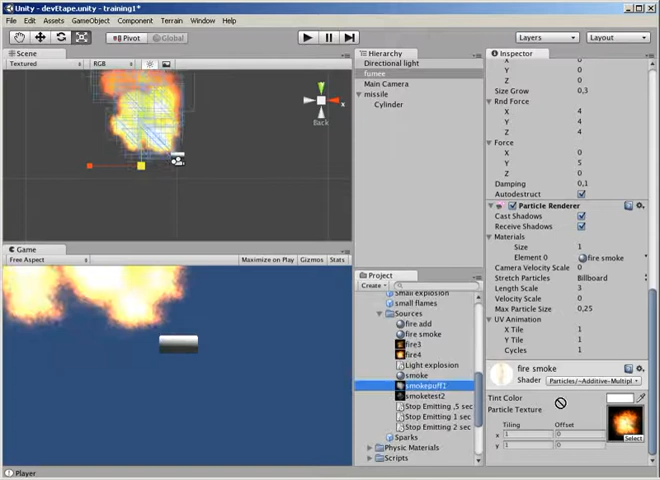 Unity - devEtape.unity - training1*
File Edit Assets GameObject Component Terrain Window Help
Pivot Global Layers Layout
Scene
Textured RGB
y
x
Back
Game
Free Aspect Maximize on Play Gizmos Stats
Hierarchy
Directional light
fumee
Main Camera
missile
Cylinder
Project
Create
Small explosion
small flames
Sources
fire add
fire smoke
fire3
fire4
Light explosion
smoke
smokepuff1
smoketest2
Stop Emitting ,5 sec
Stop Emitting 1 sec
Stop Emitting 2 sec
Sparks
Physic Materials
Scripts
Inspector
X 0
Y 0
Z 0
Size Grow 0,3
Rnd Force
X 4
Y 4
Z 4
Force
X 0
Y 5
Z 0
Damping 0,1
Autodestruct
Particle Renderer
Cast Shadows
Receive Shadows
Materials
Size 1
Element 0 fire smoke
Camera Velocity Scale 0
Stretch Particles Billboard
Length Scale 3
Velocity Scale 0
Max Particle Size 0,25
UV Animation
X Tile 1
Y Tile 1
Cycles 1
fire smoke
Shader Particles/~Additive-Multipl
Tint Color
Particle Texture
Tiling Offset
x 1 0
y 1 0
Select
Player